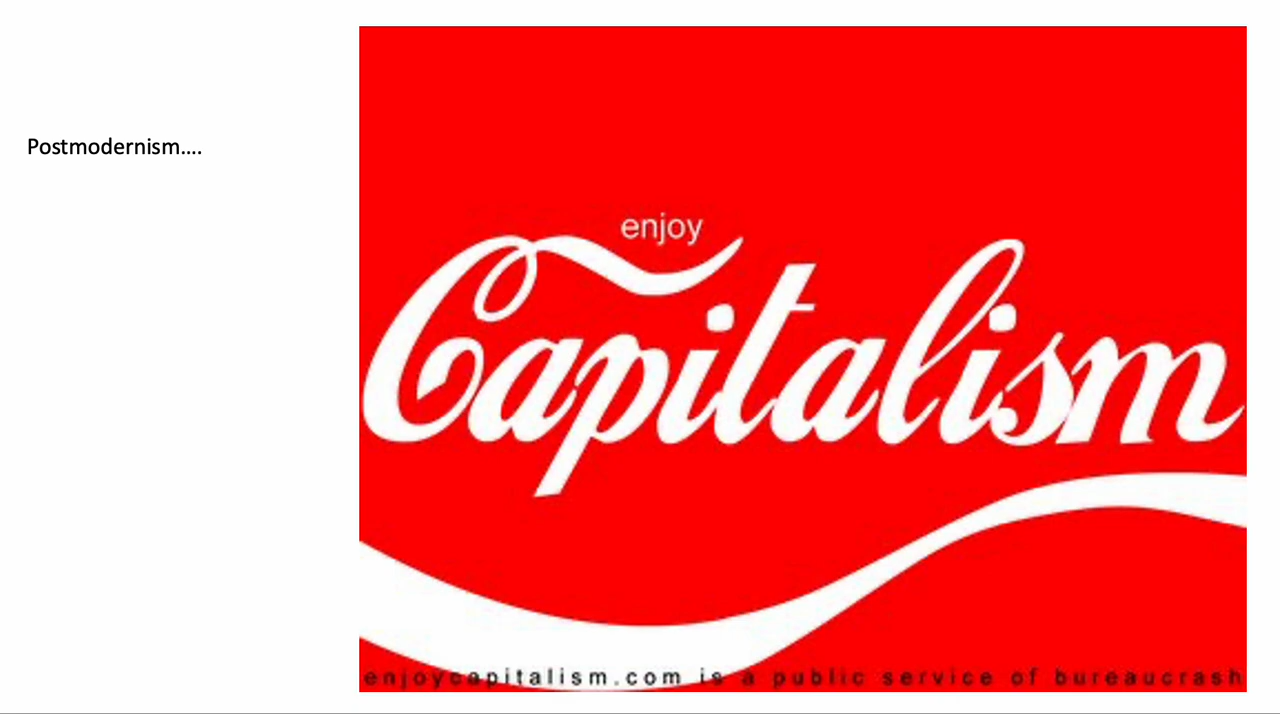 Postmodernism....
enjoy
Capitalism
enjoycapitalism.com is a public service of bureaucrash